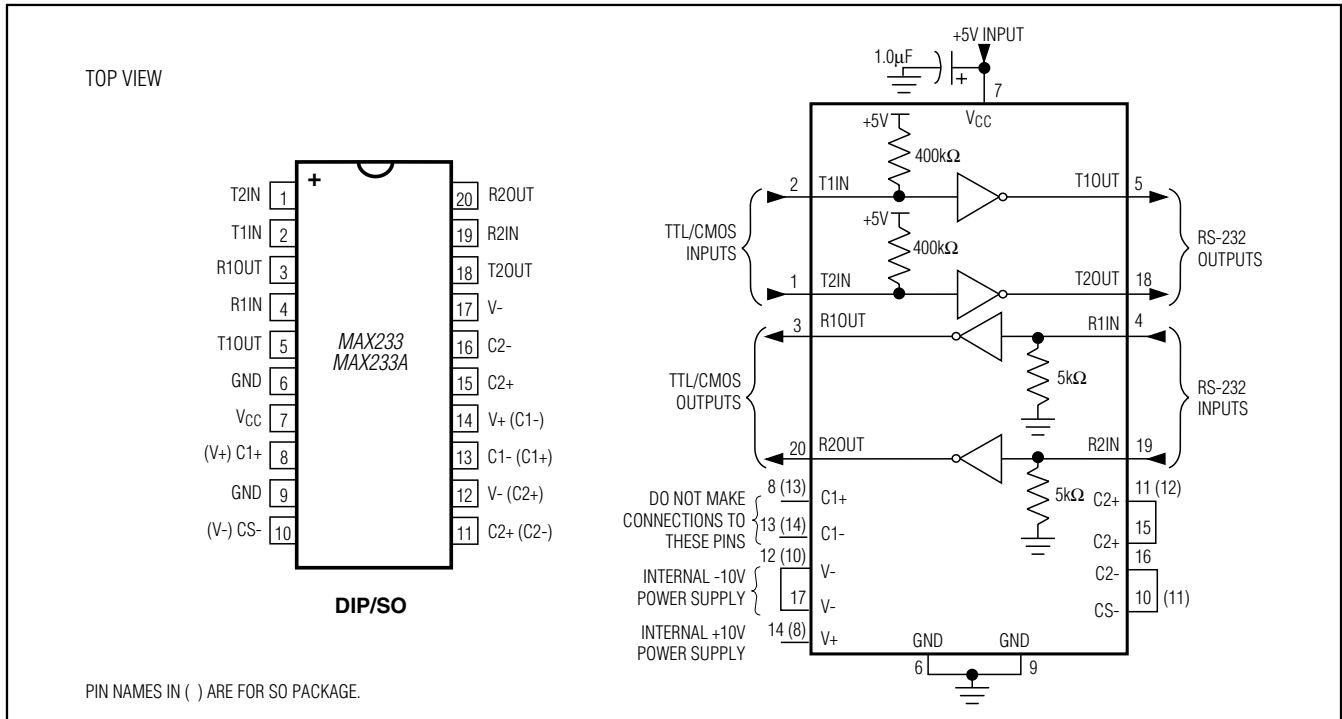 TOP VIEW
+
T2IN 1
T1IN 2
R1OUT 3
R1IN 4
T1OUT 5
GND 6
VCC 7
(V+) C1+ 8
GND 9
(V-) CS- 10
MAX233
MAX233A
20 R2OUT
19 R2IN
18 T2OUT
17 V-
16 C2-
15 C2+
14 V+ (C1-)
13 C1- (C1+)
12 V- (C2+)
11 C2+ (C2-)
DIP/SO
PIN NAMES IN ( ) ARE FOR SO PACKAGE.
+5V INPUT
1.0μF
+
7
VCC
+5V
400kΩ
2 T1IN
T1OUT 5
TTL/CMOS
INPUTS
+5V
400kΩ
RS-232
OUTPUTS
1 T2IN
T2OUT 18
3 R1OUT
R1IN 4
TTL/CMOS
OUTPUTS
5kΩ
RS-232
INPUTS
20 R2OUT
R2IN 19
5kΩ
DO NOT MAKE
CONNECTIONS TO
THESE PINS
8 (13) C1+
13 (14) C1-
INTERNAL -10V
POWER SUPPLY
12 (10) V-
17 V-
INTERNAL +10V
POWER SUPPLY
14 (8) V+
C2+ 11 (12)
C2+ 15
C2- 16
CS- 10 (11)
GND GND
6 9